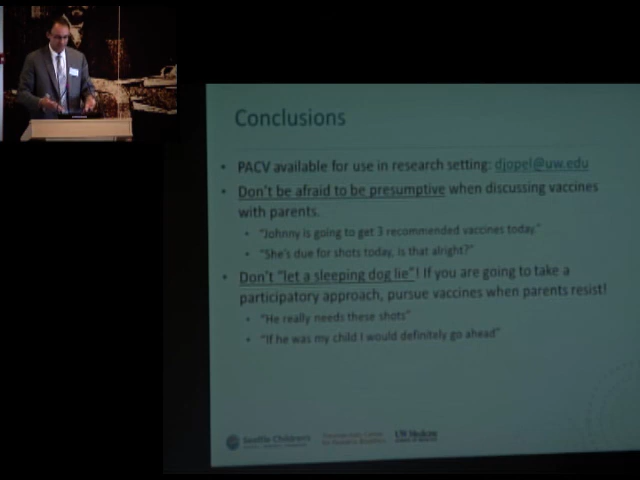 Conclusions
• PACV available for use in research setting: djopel@uw.edu
• Don't be afraid to be presumptive when discussing vaccines
with parents.
• "Johnny is going to get 3 recommended vaccines today"
• "She's due for shots today, is that alright?"
• Don't "let a sleeping dog lie"! If you are going to take a
participatory approach, pursue vaccines when parents resist!
• "He really needs these shots"
• "If he was my child I would definitely go ahead"
Seattle Children's
UW Medicine